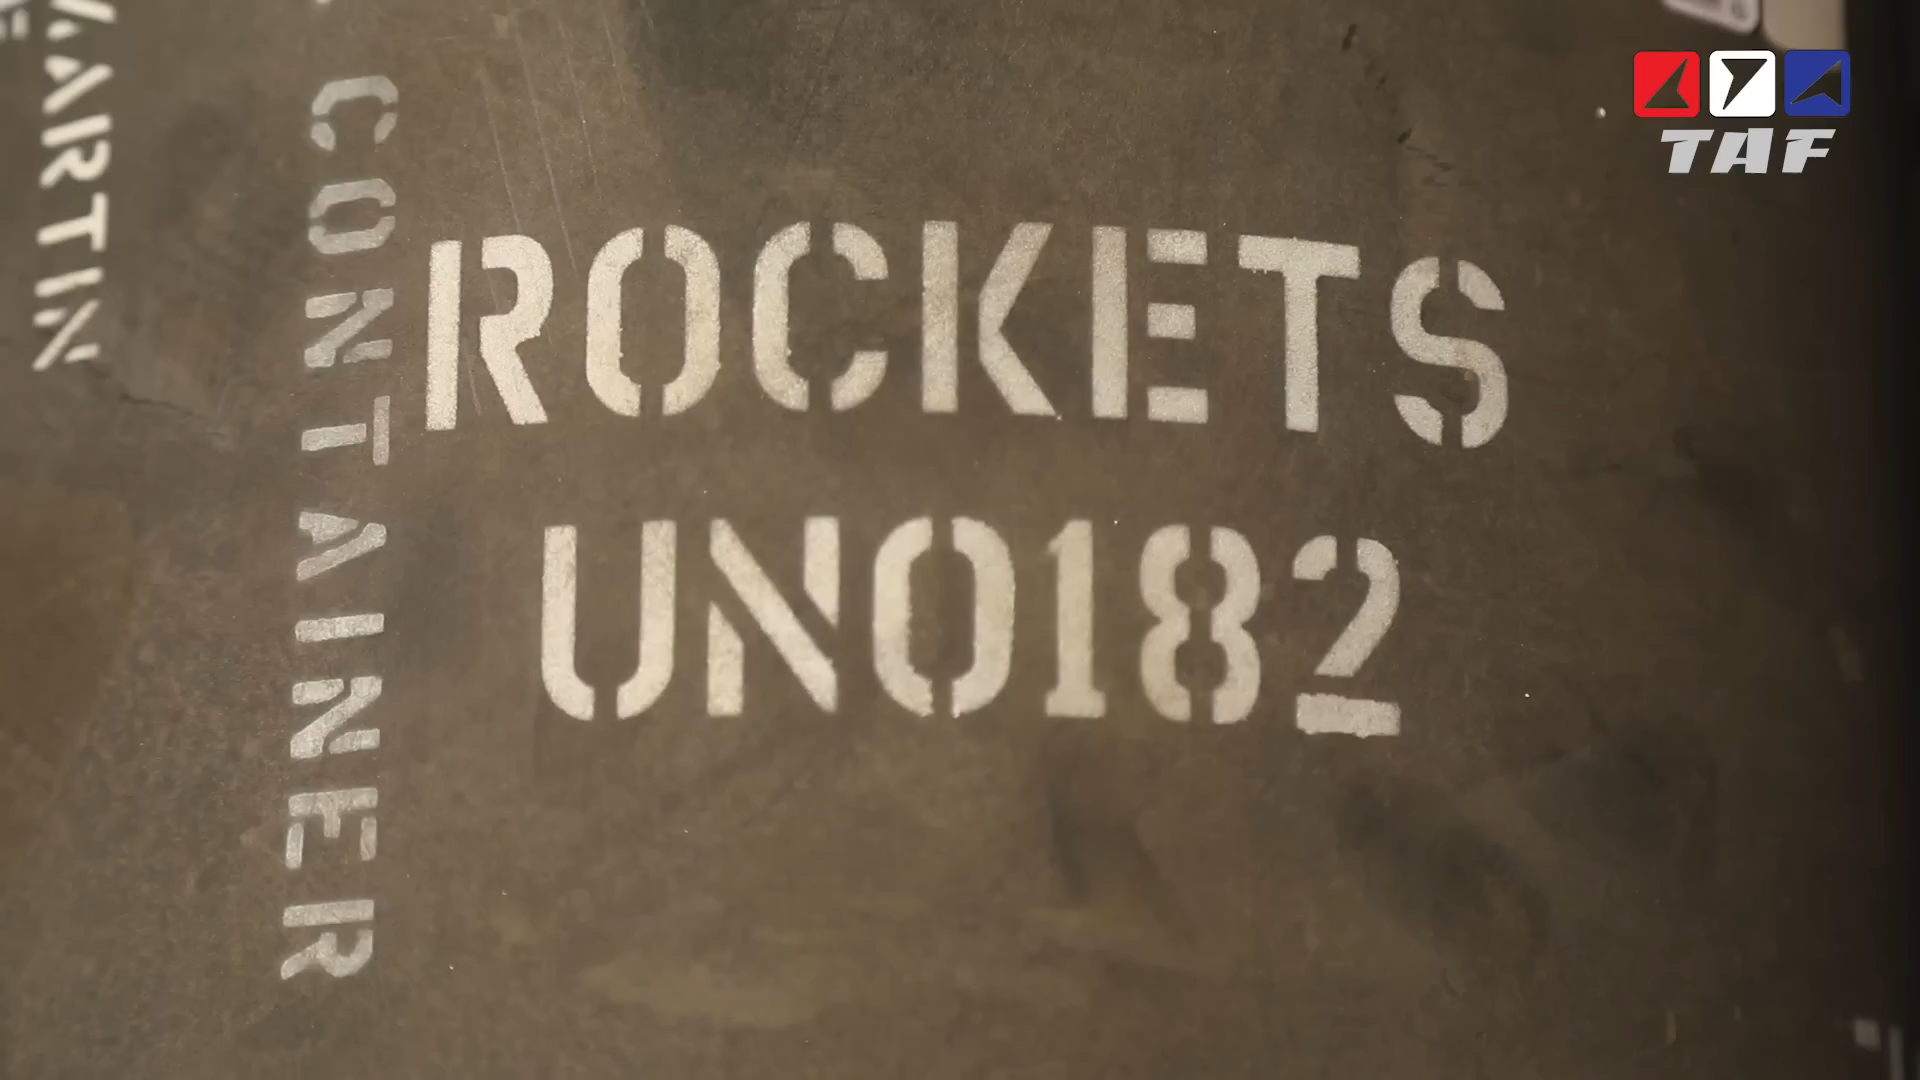 MARTIN
CONTAINER
ROCKETS
UN0182
TAF